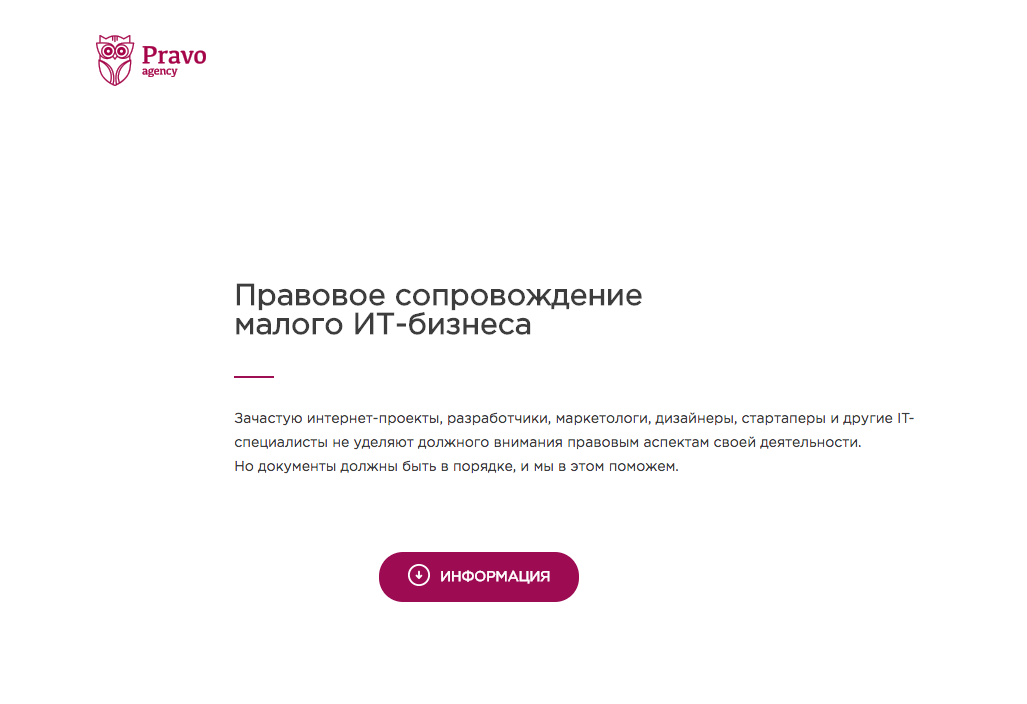 Pravo
agency
Правовое сопровождение
малого ИТ-бизнеса
Зачастую интернет-проекты, разработчики, маркетологи, дизайнеры, стартаперы и другие IT-
специалисты не уделяют должного внимания правовым аспектам своей деятельности.
Но документы должны быть в порядке, и мы в этом поможем.
ИНФОРМАЦИЯ